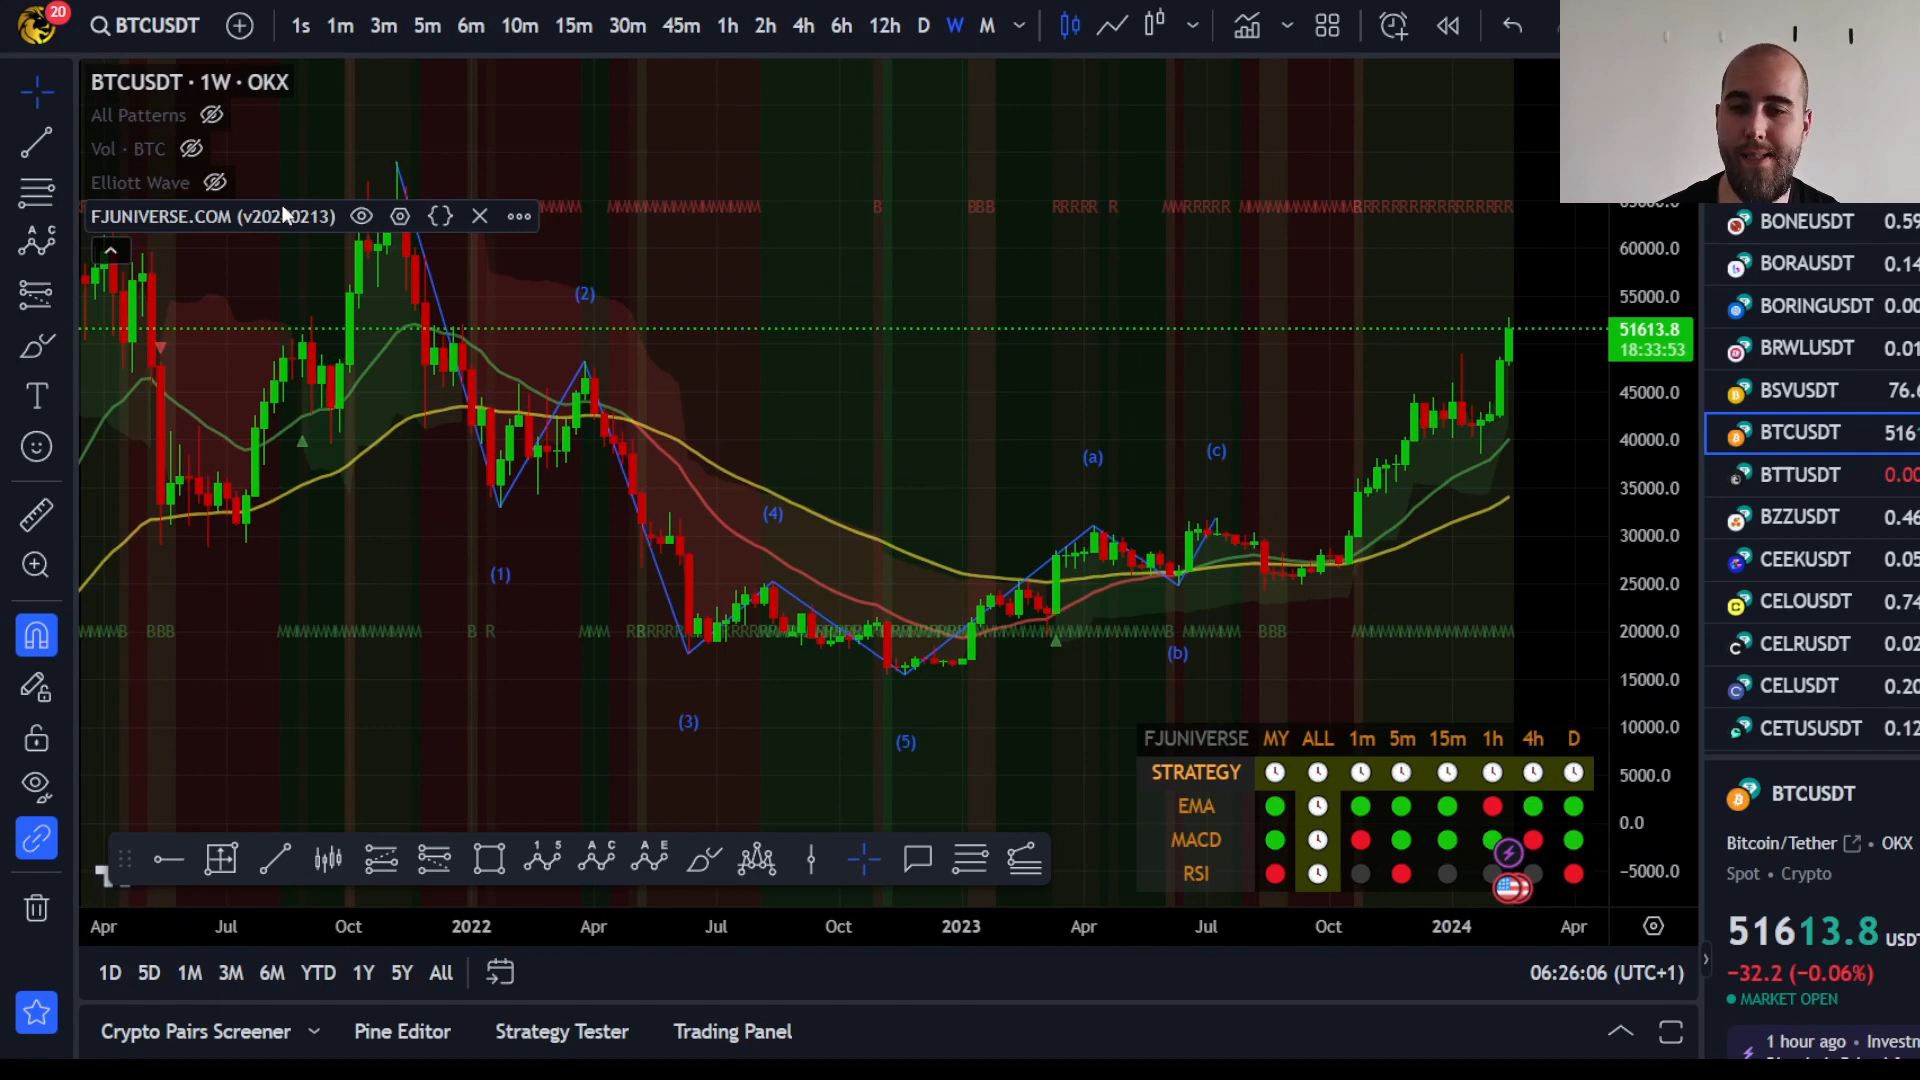 20
BTCUSDT
1s 1m 3m 5m 6m 10m 15m 30m 45m 1h 2h 4h 6h 12h D W M
BTCUSDT · 1W · OKX
All Patterns
Vol · BTC
Elliott Wave
FJUNIVERSE.COM
(2)
(1)
(4)
(3)
(5)
(a)
(c)
(b)
60000.0
55000.0
51613.8
18:33:53
45000.0
40000.0
35000.0
30000.0
25000.0
20000.0
15000.0
10000.0
5000.0
0.0
−5000.0
FJUNIVERSE MY ALL 1m 5m 15m 1h 4h D
STRATEGY
EMA
MACD
RSI
Apr Jul Oct 2022 Apr Jul Oct 2023 Apr Jul Oct 2024 Apr
1D 5D 1M 3M 6M YTD 1Y 5Y All
06:26:06 (UTC+1)
Crypto Pairs Screener Pine Editor Strategy Tester Trading Panel
BONEUSDT 0.59
BORAUSDT 0.14
BORINGUSDT 0.00
BRWLUSDT 0.01
BSVUSDT 76.6
BTCUSDT 516
BTTUSDT 0.00
BZZUSDT 0.46
CEEKUSDT 0.05
CELOUSDT 0.74
CELRUSDT 0.02
CELUSDT 0.20
CETUSUSDT 0.12
BTCUSDT
Bitcoin/Tether • OKX
Spot • Crypto
51613.8 USDT
−32.2 (−0.06%)
MARKET OPEN
1 hour ago •